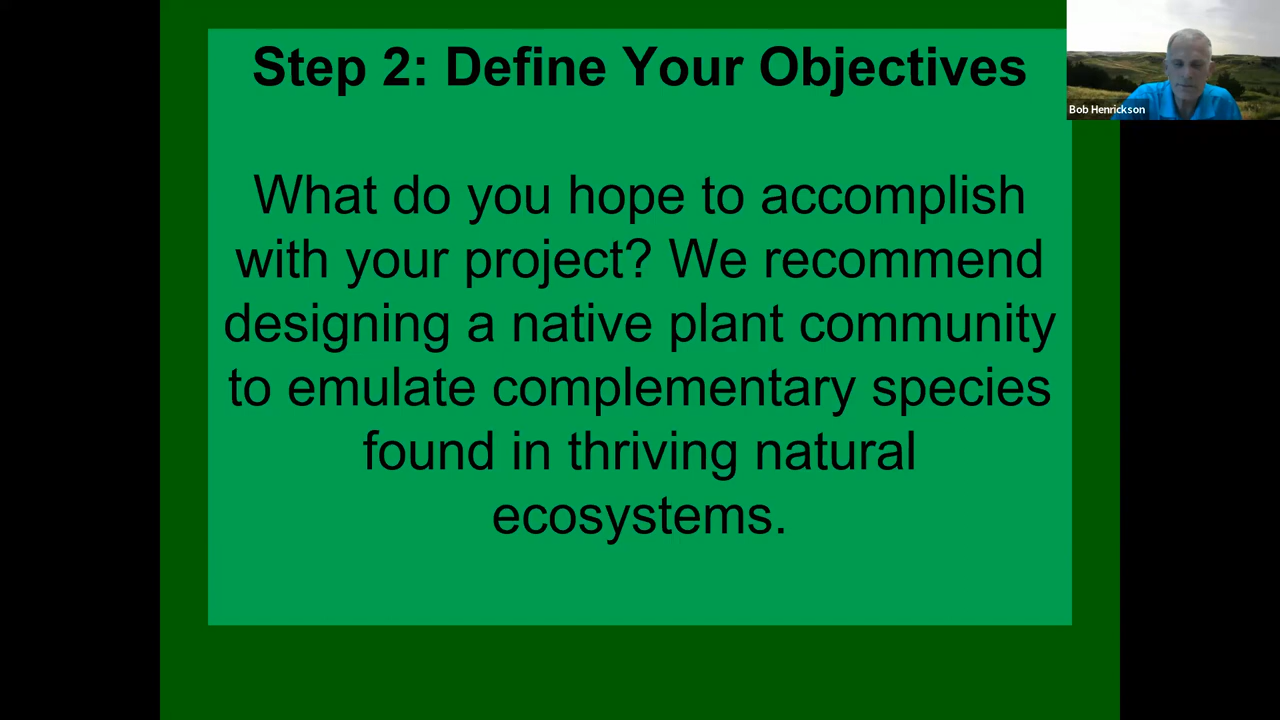 Step 2: Define Your Objectives
Bob Henrickson
What do you hope to accomplish
with your project? We recommend
designing a native plant community
to emulate complementary species
found in thriving natural
ecosystems.